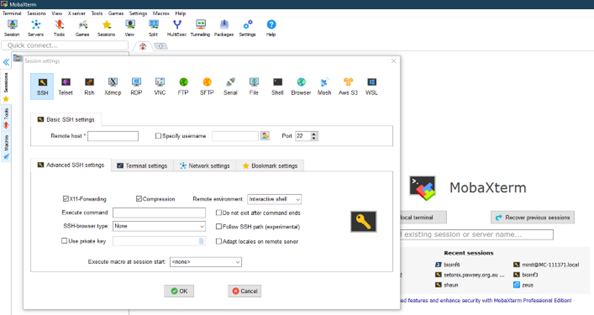 MobaXterm
Terminal Sessions View X server Tools Games Settings Macros Help
Session Servers Tools Games Sessions View Split MultiExec Tunneling Packages Settings Help
Quick connect...
Session settings
SSH Telnet Rsh Xdmcp RDP VNC FTP SFTP Serial File Shell Browser Mosh Aws S3 WSL
Sessions
Tools
Macros
Basic SSH settings
Remote host * Specify username Port 22
Advanced SSH settings Terminal settings Network settings Bookmark settings
X11-Forwarding Compression Remote environment Interactive shell
Execute command Do not exit after command ends
SSH-browser type None Follow SSH path (experimental)
Use private key Adapt locales on remote server
Execute macro at session start: <none>
OK Cancel
MobaXterm
local terminal Recover previous sessions
existing session or server name...
Recent sessions
bioinf6
mirot@MC-111371.local
setonix.pawsey.org.au ...
bioinf3
shaun
zeus
ed features and enhance security with MobaXterm Professional Edition!